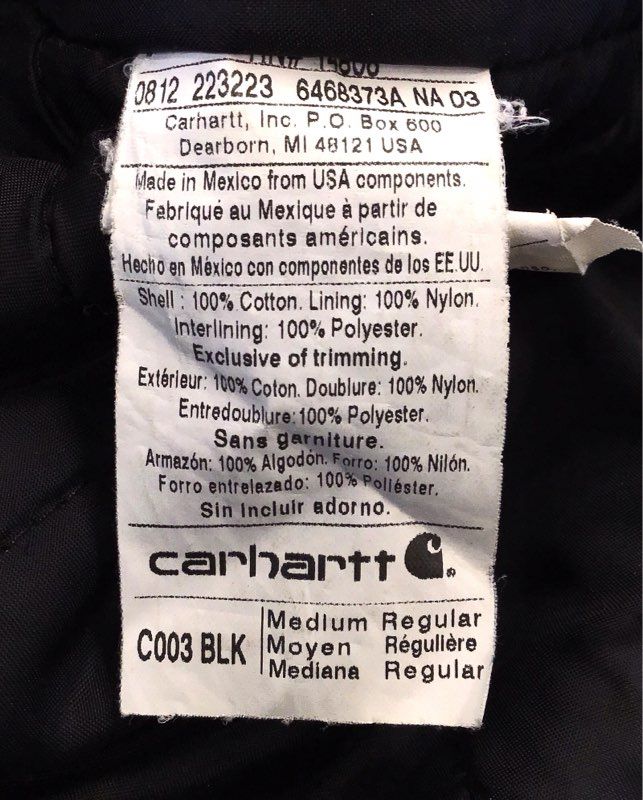 0812 223223 6468373A NA 03
Carhartt, Inc. P.O. Box 600
Dearborn, MI 48121 USA
Made in Mexico from USA components.
Fabriqué au Mexique à partir de
composants américains.
Hecho en México con componentes de los EE.UU.
Shell : 100% Cotton. Lining: 100% Nylon.
Interlining: 100% Polyester.
Exclusive of trimming.
Extérieur: 100% Coton. Doublure: 100% Nylon.
Entredoublure:100% Polyester.
Sans garniture.
Armazón: 100% Algodón. Forro: 100% Nilón.
Forro entrelazado: 100% Poliéster.
Sin Incluir adorno.
carhartt
C003 BLK
Medium Regular
Moyen Régulière
Mediana Regular